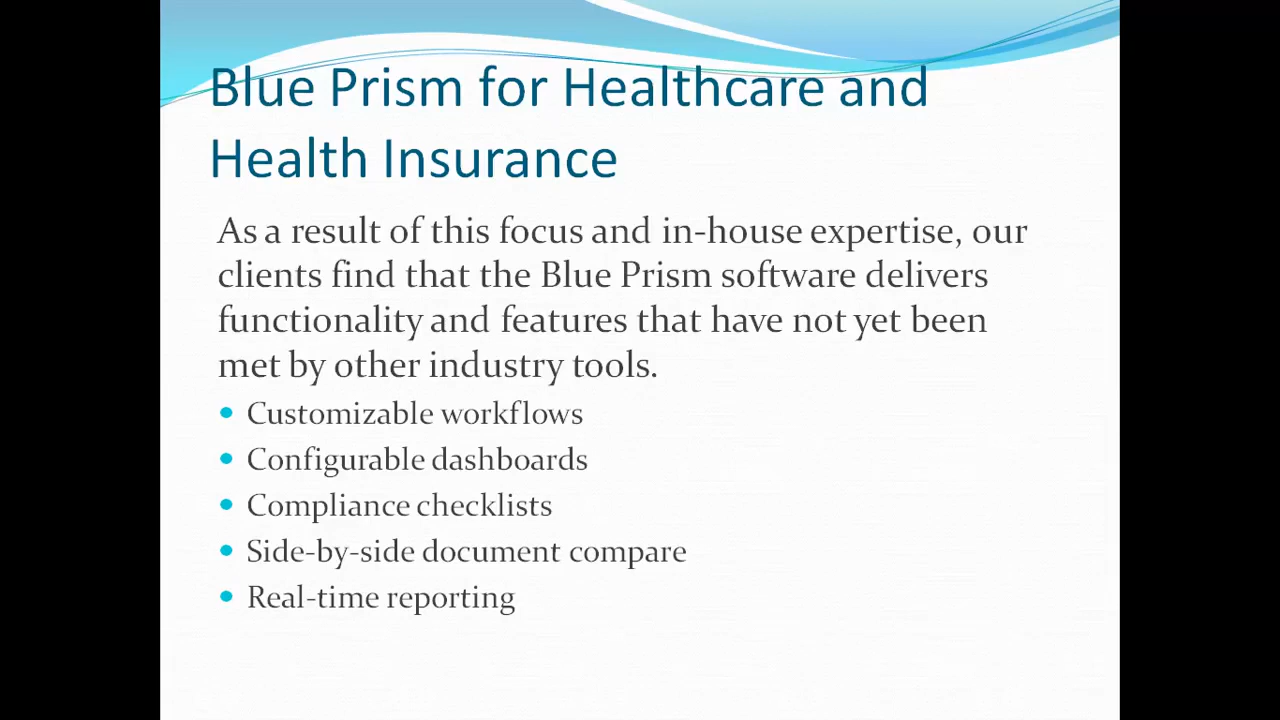 Blue Prism for Healthcare and
Health Insurance
As a result of this focus and in-house expertise, our
clients find that the Blue Prism software delivers
functionality and features that have not yet been
met by other industry tools.
• Customizable workflows
• Configurable dashboards
• Compliance checklists
• Side-by-side document compare
• Real-time reporting